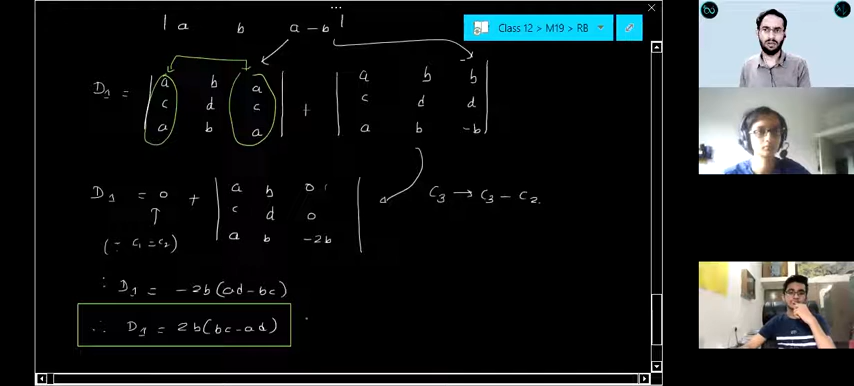 | a b a - b |
Class 12 > M19 > RB
D1 = | a b a | + | a b b |
| c d c | | c d d |
| a b a | | a b -b |
D1 = 0 + | a b 0 | C3 → C3 - C2.
| c d 0 |
(∵ C1 = C2) | a b -2b |
∴ D1 = -2b(ad-bc)
∴ D1 = 2b(bc-ad)